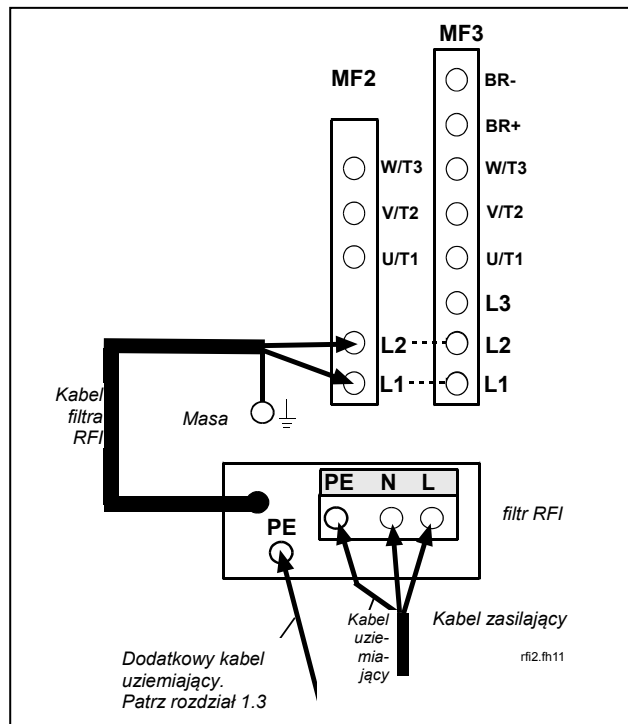 MF3
MF2
BR-
BR+
W/T3
W/T3
V/T2
V/T2
U/T1
U/T1
L3
L2
L2
L1
L1
Kabel
filtra
RFI
Masa
PE N L
filtr RFI
PE
Kabel
uzie-
mia-
jący
Kabel zasilający
rfi2.fh11
Dodatkowy kabel
uziemiający.
Patrz rozdział 1.3